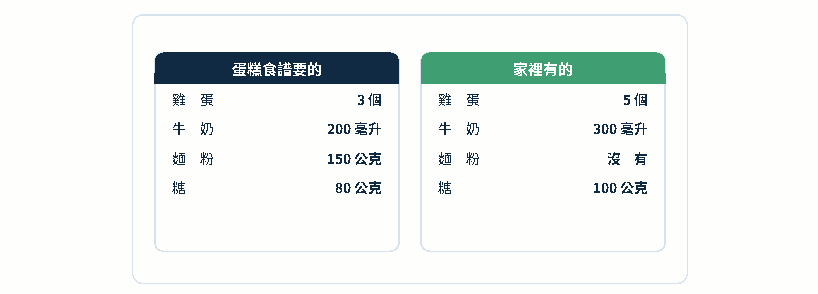 蛋糕食譜要的
雞 蛋 3 個
牛 奶 200 毫升
麵 粉 150 公克
糖 80 公克
家裡有的
雞 蛋 5 個
牛 奶 300 毫升
麵 粉 沒 有
糖 100 公克